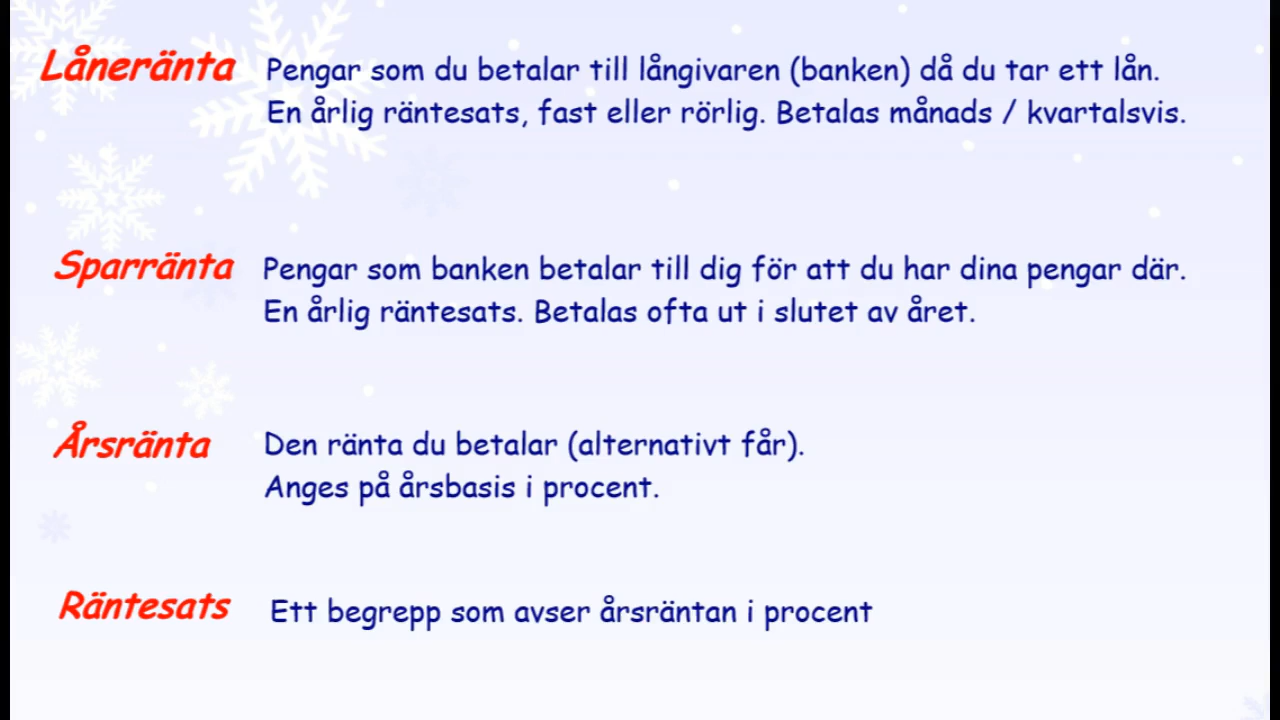 Låneränta Pengar som du betalar till långivaren (banken) då du tar ett lån.
En årlig räntesats, fast eller rörlig. Betalas månads / kvartalsvis.
Sparränta Pengar som banken betalar till dig för att du har dina pengar där.
En årlig räntesats. Betalas ofta ut i slutet av året.
Årsränta Den ränta du betalar (alternativt får).
Anges på årsbasis i procent.
Räntesats Ett begrepp som avser årsräntan i procent